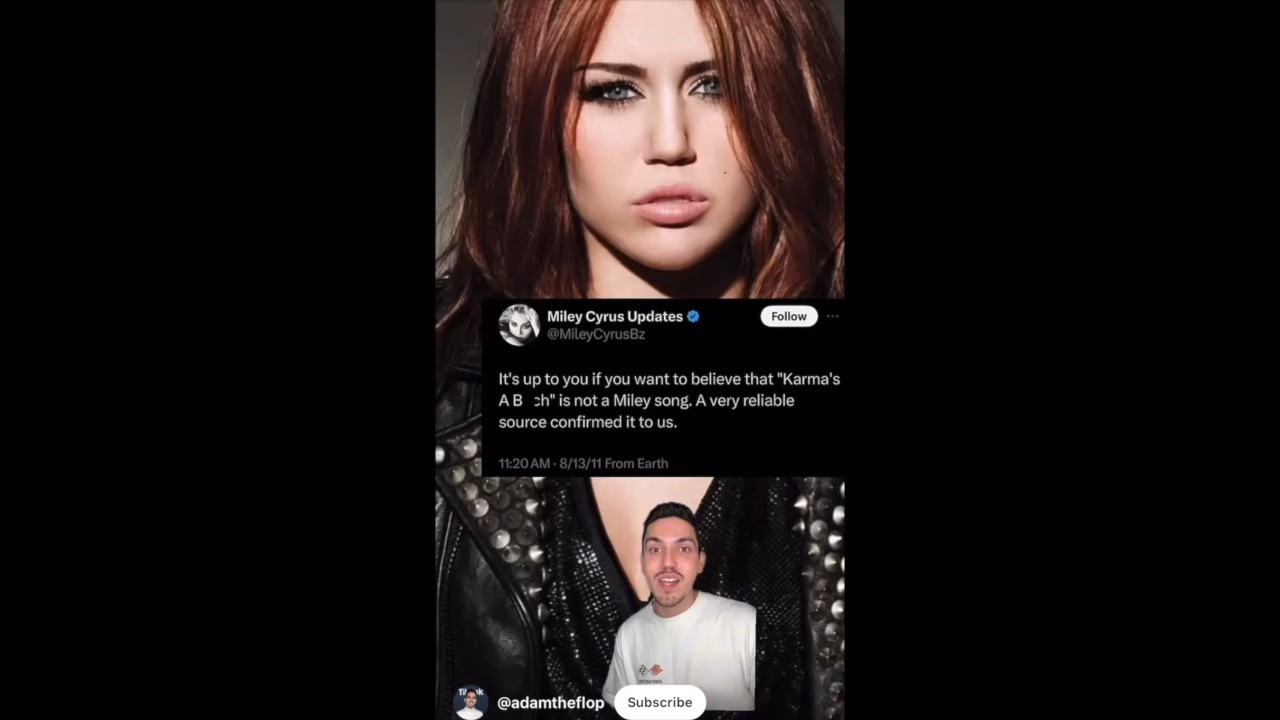 Miley Cyrus Updates
Follow
@MileyCyrusBz
It's up to you if you want to believe that "Karma's
A B ch" is not a Miley song. A very reliable
source confirmed it to us.
11:20 AM · 8/13/11 From Earth
@adamtheflop
Subscribe